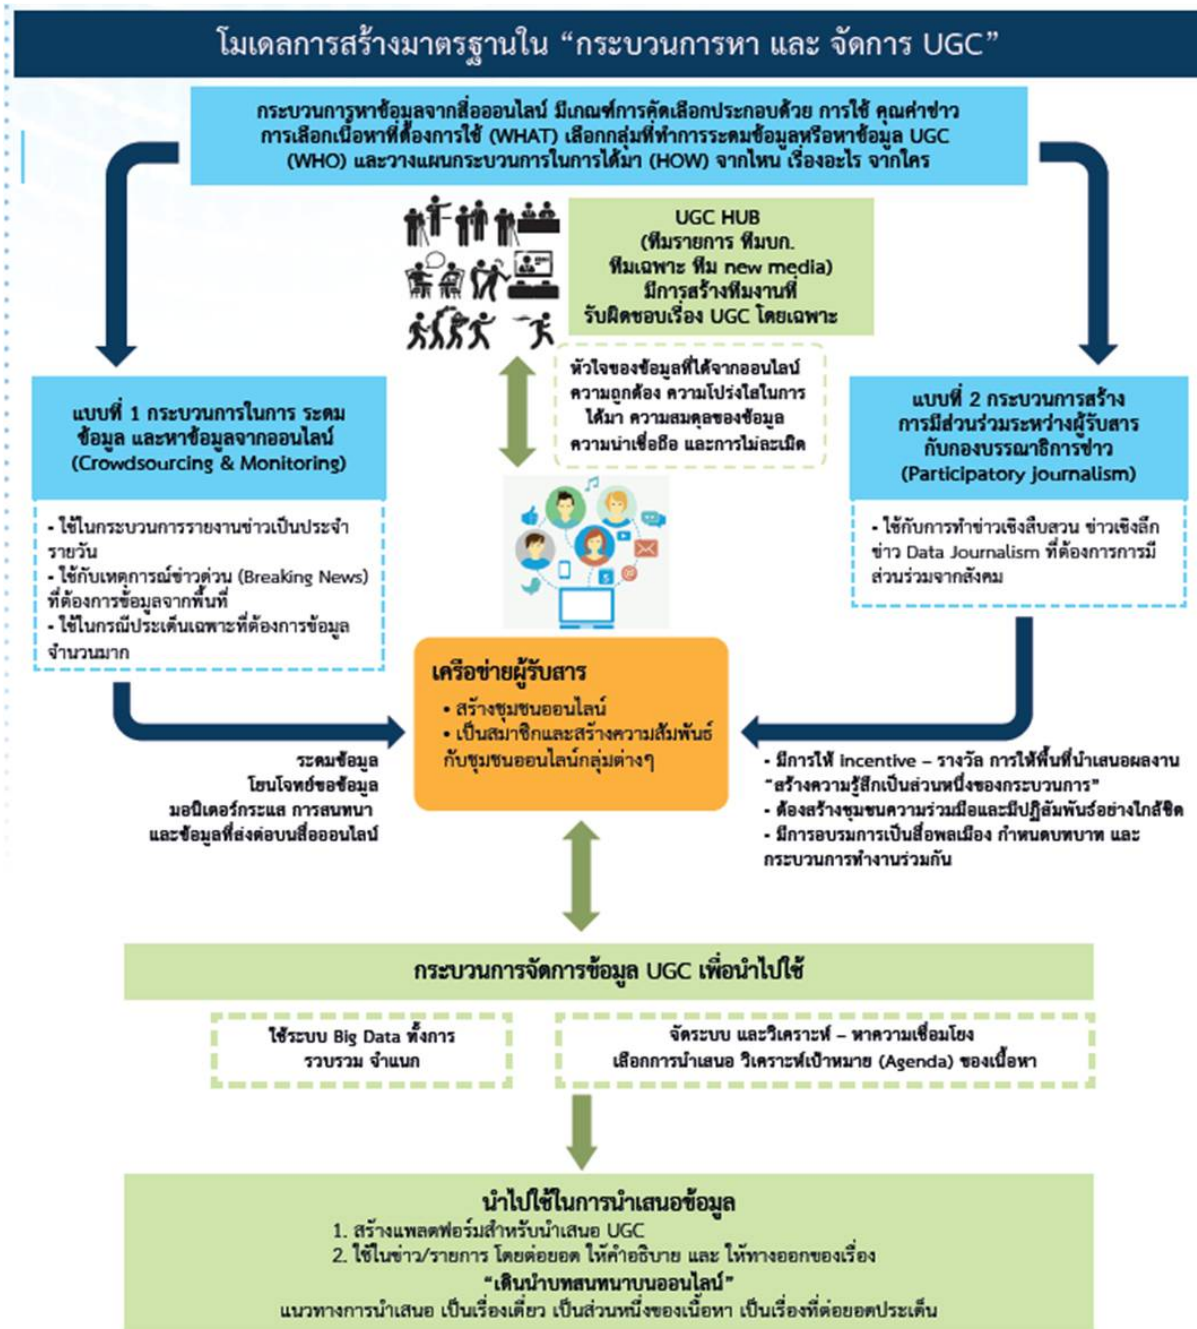 โมเดลการสร้างมาตรฐานใน “กระบวนการหา และ จัดการ UGC”
กระบวนการหาข้อมูลจากสื่อออนไลน์ มีเกณฑ์การคัดเลือกประกอบด้วย การใช้ คุณค่าข่าว
การเลือกเนื้อหาที่ต้องการใช้ (WHAT) เลือกกลุ่มที่ทำการระดมข้อมูลหรือหาข้อมูล UGC
(WHO) และวางแผนกระบวนการในการได้มา (HOW) จากไหน เรื่องอะไร จากใคร
UGC HUB
(ทีมรายการ ทีมบก.
ทีมเฉพาะ ทีม new media)
มีการสร้างทีมงานที่
รับผิดชอบเรื่อง UGC โดยเฉพาะ
หัวใจของข้อมูลที่ได้จากออนไลน์
ความถูกต้อง ความโปร่งใสในการ
ได้มา ความสมดุลของข้อมูล
ความน่าเชื่อถือ และการไม่ละเมิด
แบบที่ 1 กระบวนการในการ ระดม
ข้อมูล และหาข้อมูลจากออนไลน์
(Crowdsourcing & Monitoring)
- ใช้ในกระบวนการรายงานข่าวเป็นประจำ
รายวัน
- ใช้กับเหตุการณ์ข่าวด่วน (Breaking News)
ที่ต้องการข้อมูลจากพื้นที่
- ใช้ในกรณีประเด็นเฉพาะที่ต้องการข้อมูล
จำนวนมาก
แบบที่ 2 กระบวนการสร้าง
การมีส่วนร่วมระหว่างผู้รับสาร
กับกองบรรณาธิการข่าว
(Participatory journalism)
- ใช้กับการทำข่าวเชิงสืบสวน ข่าวเชิงลึก
ข่าว Data Journalism ที่ต้องการการมี
ส่วนร่วมจากสังคม
เครือข่ายผู้รับสาร
• สร้างชุมชนออนไลน์
• เป็นสมาชิกและสร้างความสัมพันธ์
กับชุมชนออนไลน์กลุ่มต่างๆ
ระดมข้อมูล
โยนโจทย์ขอข้อมูล
มอนิเตอร์กระแส การสนทนา
และข้อมูลที่ส่งต่อบนสื่อออนไลน์
- มีการให้ incentive – รางวัล การให้พื้นที่นำเสนอผลงาน
“สร้างความรู้สึกเป็นส่วนหนึ่งของกระบวนการ”
- ต้องสร้างชุมชนความร่วมมือและมีปฏิสัมพันธ์อย่างใกล้ชิด
- มีการอบรมการเป็นสื่อพลเมือง กำหนดบทบาท และ
กระบวนการทำงานร่วมกัน
กระบวนการจัดการข้อมูล UGC เพื่อนำไปใช้
ใช้ระบบ Big Data ทั้งการ
รวบรวม จำแนก
จัดระบบ และวิเคราะห์ – หาความเชื่อมโยง
เลือกการนำเสนอ วิเคราะห์เป้าหมาย (Agenda) ของเนื้อหา
นำไปใช้ในการนำเสนอข้อมูล
1. สร้างแพลตฟอร์มสำหรับนำเสนอ UGC
2. ใช้ในข่าว/รายการ โดยต่อยอด ให้คำอธิบาย และ ให้ทางออกของเรื่อง
“เดินนำบทสนทนาบนออนไลน์”
แนวทางการนำเสนอ เป็นเรื่องเดี่ยว เป็นส่วนหนึ่งของเนื้อหา เป็นเรื่องที่ต่อยอดประเด็น